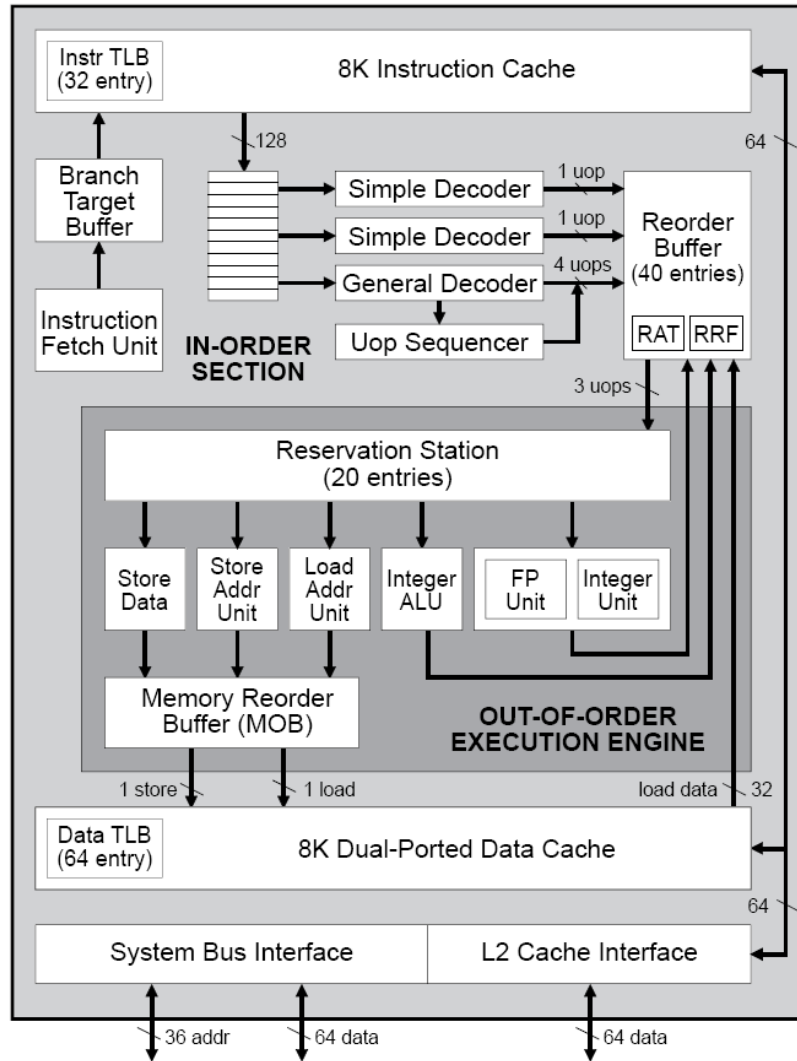 Instr TLB
(32 entry)
8K Instruction Cache
128
64
Branch
Target
Buffer
Instruction
Fetch Unit
Simple Decoder
1 uop
Simple Decoder
1 uop
General Decoder
4 uops
Uop Sequencer
Reorder
Buffer
(40 entries)
RAT
RRF
IN-ORDER
SECTION
3 uops
Reservation Station
(20 entries)
Store
Data
Store
Addr
Unit
Load
Addr
Unit
Integer
ALU
FP
Unit
Integer
Unit
Memory Reorder
Buffer (MOB)
OUT-OF-ORDER
EXECUTION ENGINE
1 store
1 load
load data
32
Data TLB
(64 entry)
8K Dual-Ported Data Cache
64
System Bus Interface
L2 Cache Interface
36 addr
64 data
64 data